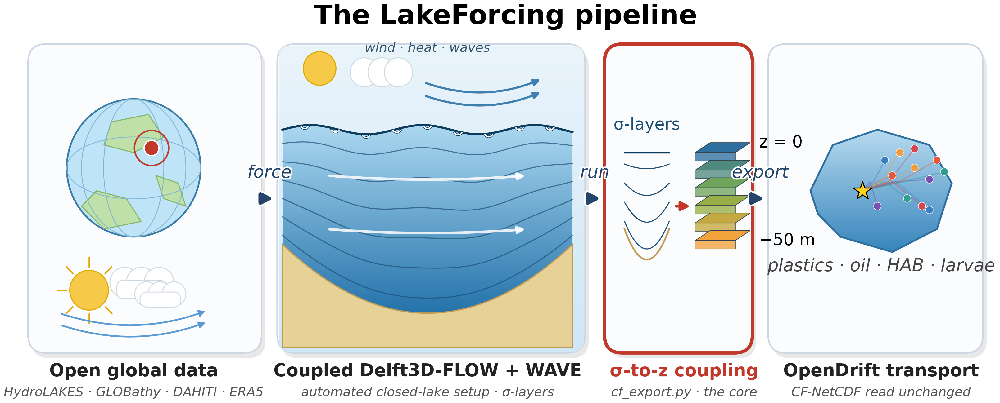 The LakeForcing pipeline
wind · heat · waves
force
run
σ-layers
z = 0
export
−50 m
plastics · oil · HAB · larvae
Open global data
HydroLAKES · GLOBathy · DAHITI · ERA5
Coupled Delft3D-FLOW + WAVE
automated closed-lake setup · σ-layers
σ-to-z coupling
cf_export.py · the core
OpenDrift transport
CF-NetCDF read unchanged